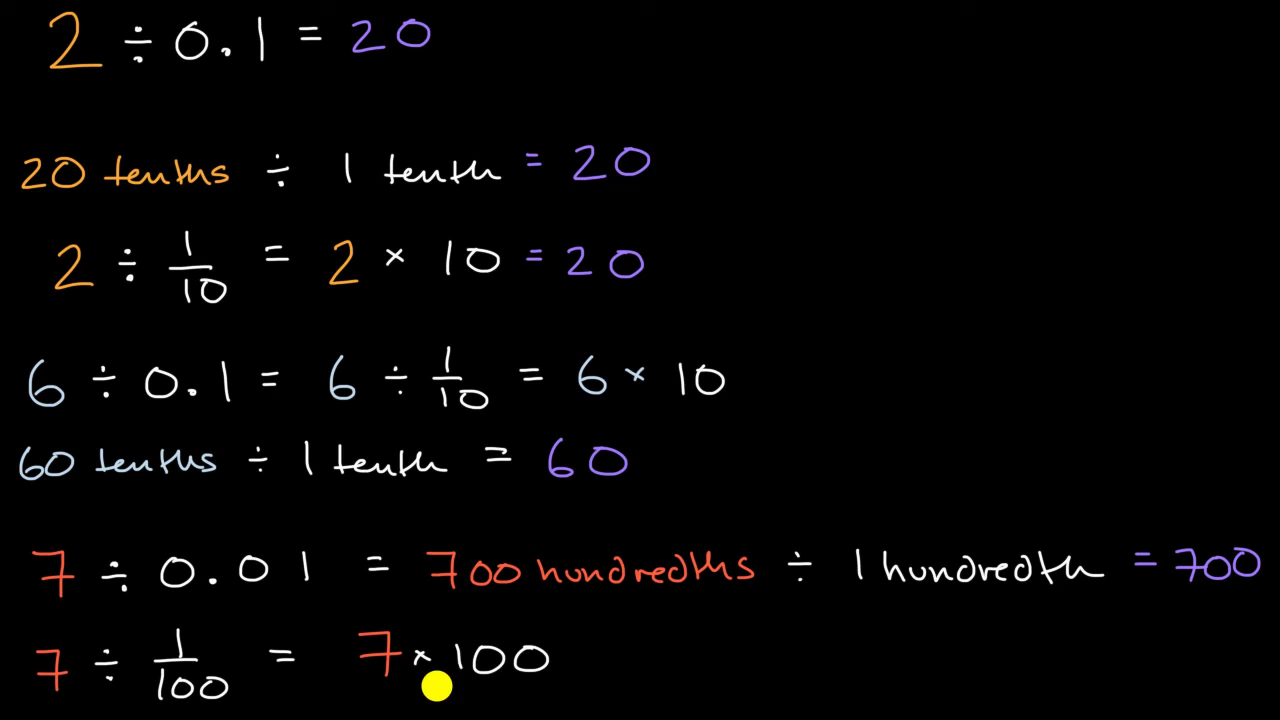 2 ÷ 0.1 = 20
20 tenths ÷ 1 tenth = 20
2 ÷ 1/10 = 2 × 10 = 20
6 ÷ 0.1 = 6 ÷ 1/10 = 6 × 10
60 tenths ÷ 1 tenth = 60
7 ÷ 0.01 = 700 hundredths ÷ 1 hundredth = 700
7 ÷ 1/100 = 7 × 100